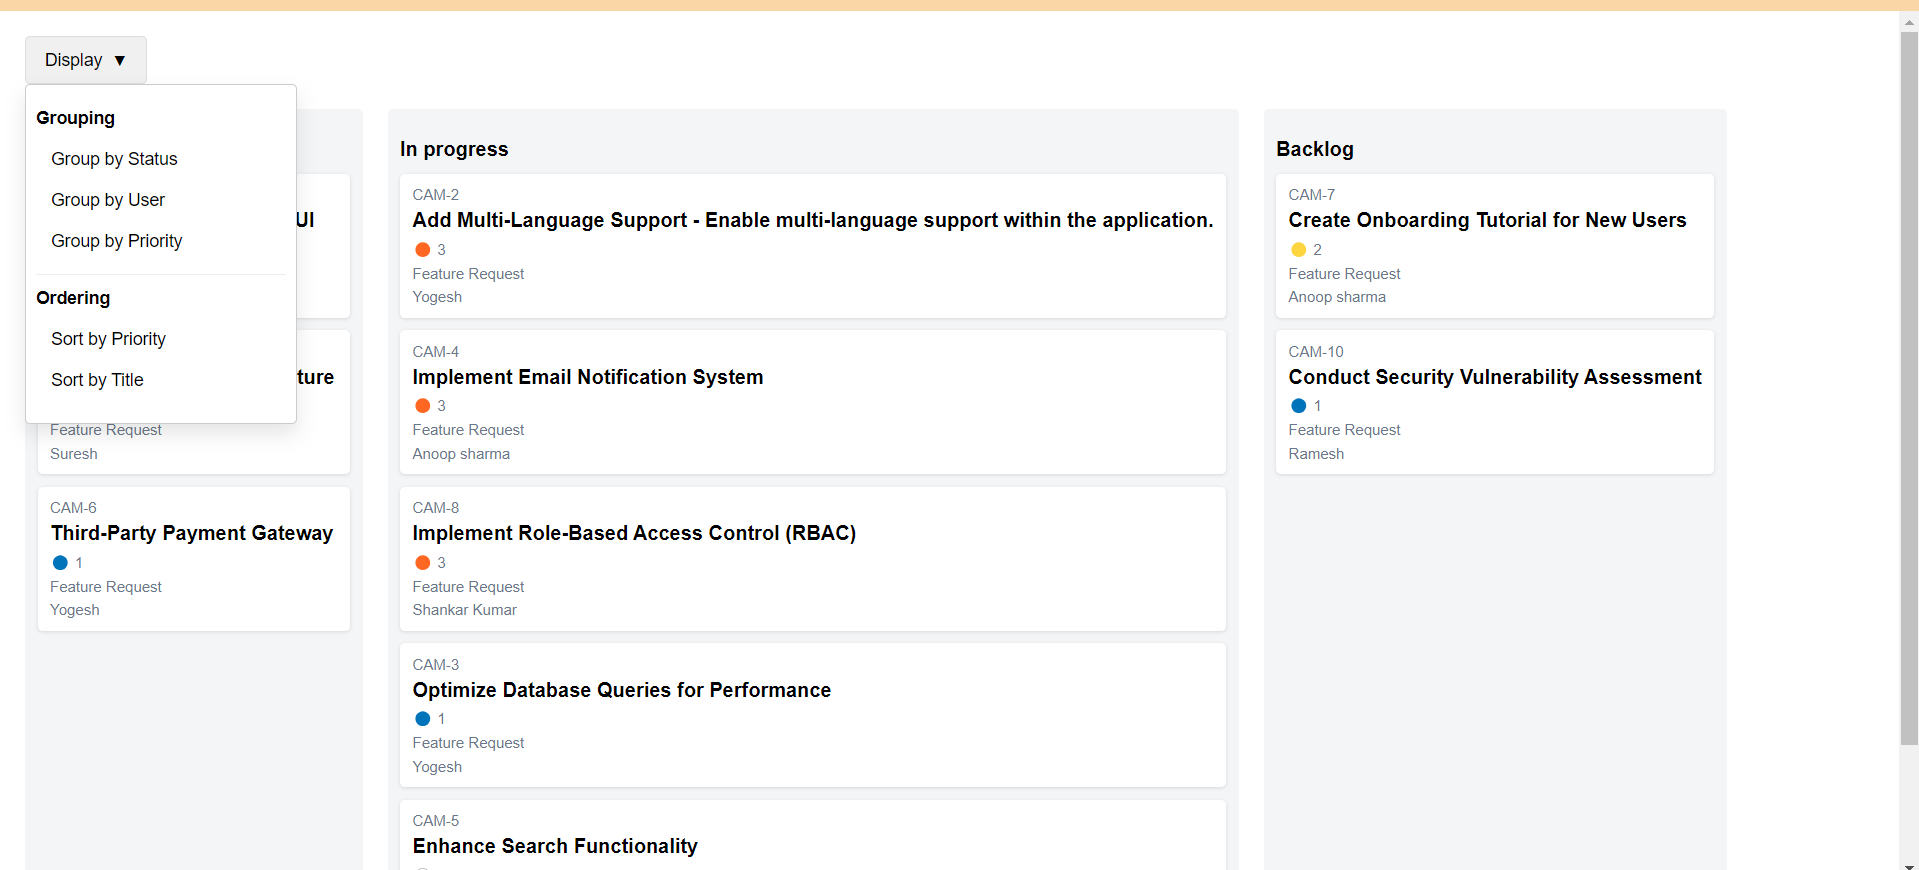 Display ▼
Grouping
Group by Status
Group by User
Group by Priority
Ordering
Sort by Priority
Sort by Title
UI
ture
Feature Request
Suresh
CAM-6
Third-Party Payment Gateway
1
Feature Request
Yogesh
In progress
CAM-2
Add Multi-Language Support - Enable multi-language support within the application.
3
Feature Request
Yogesh
CAM-4
Implement Email Notification System
3
Feature Request
Anoop sharma
CAM-8
Implement Role-Based Access Control (RBAC)
3
Feature Request
Shankar Kumar
CAM-3
Optimize Database Queries for Performance
1
Feature Request
Yogesh
CAM-5
Enhance Search Functionality
Backlog
CAM-7
Create Onboarding Tutorial for New Users
2
Feature Request
Anoop sharma
CAM-10
Conduct Security Vulnerability Assessment
1
Feature Request
Ramesh